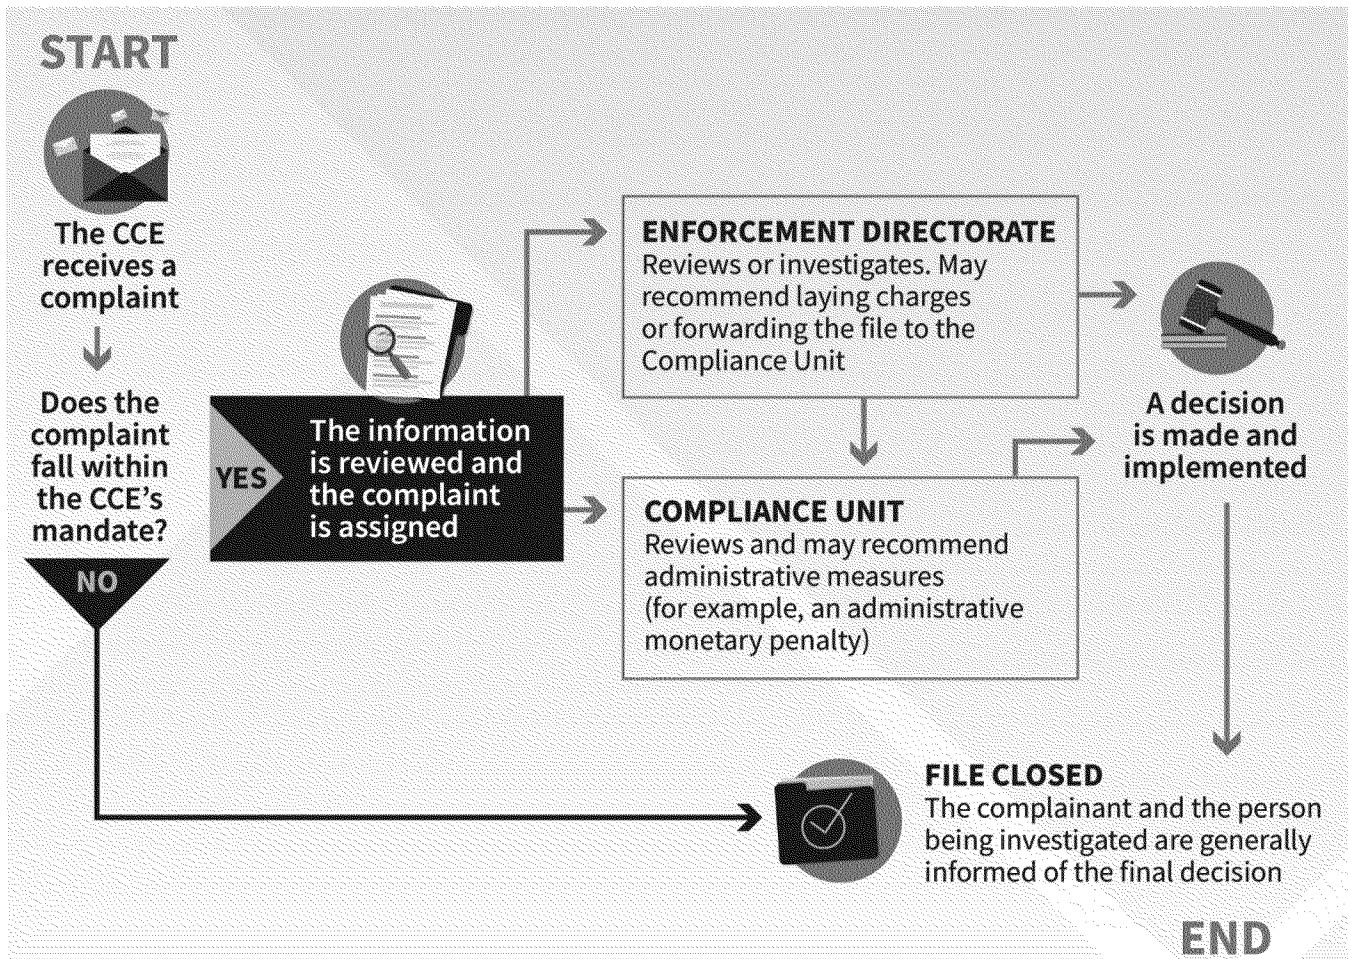 START
The CCE
receives a
complaint
Does the
complaint
fall within
the CCE's
mandate?
NO
YES
The information
is reviewed and
the complaint
is assigned
ENFORCEMENT DIRECTORATE
Reviews or investigates. May
recommend laying charges
or forwarding the file to the
Compliance Unit
COMPLIANCE UNIT
Reviews and may recommend
administrative measures
(for example, an administrative
monetary penalty)
A decision
is made and
implemented
FILE CLOSED
The complainant and the person
being investigated are generally
informed of the final decision
END